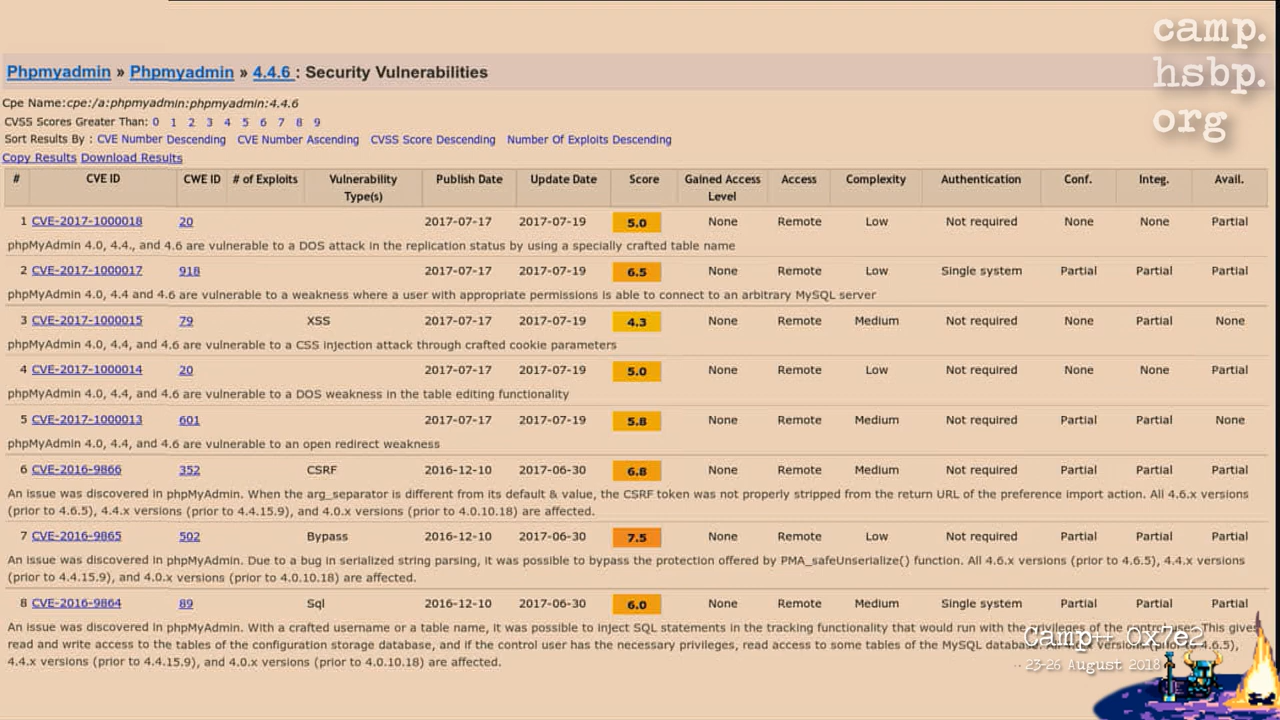 camp.
hsbp.
org
Phpmyadmin » Phpmyadmin » 4.4.6 : Security Vulnerabilities
Cpe Name:cpe:/a:phpmyadmin:phpmyadmin:4.4.6
CVSS Scores Greater Than: 0 1 2 3 4 5 6 7 8 9
Sort Results By : CVE Number Descending CVE Number Ascending CVSS Score Descending Number Of Exploits Descending
Copy Results Download Results
# CVE ID CWE ID # of Exploits Vulnerability Type(s) Publish Date Update Date Score Gained Access Level Access Complexity Authentication Conf. Integ. Avail.
1 CVE-2017-1000018 20 2017-07-17 2017-07-19 5.0 None Remote Low Not required None None Partial
phpMyAdmin 4.0, 4.4., and 4.6 are vulnerable to a DOS attack in the replication status by using a specially crafted table name
2 CVE-2017-1000017 918 2017-07-17 2017-07-19 6.5 None Remote Low Single system Partial Partial Partial
phpMyAdmin 4.0, 4.4 and 4.6 are vulnerable to a weakness where a user with appropriate permissions is able to connect to an arbitrary MySQL server
3 CVE-2017-1000015 79 XSS 2017-07-17 2017-07-19 4.3 None Remote Medium Not required None Partial None
phpMyAdmin 4.0, 4.4, and 4.6 are vulnerable to a CSS injection attack through crafted cookie parameters
4 CVE-2017-1000014 20 2017-07-17 2017-07-19 5.0 None Remote Low Not required None None Partial
phpMyAdmin 4.0, 4.4, and 4.6 are vulnerable to a DOS weakness in the table editing functionality
5 CVE-2017-1000013 601 2017-07-17 2017-07-19 5.8 None Remote Medium Not required Partial Partial None
phpMyAdmin 4.0, 4.4, and 4.6 are vulnerable to an open redirect weakness
6 CVE-2016-9866 352 CSRF 2016-12-10 2017-06-30 6.8 None Remote Medium Not required Partial Partial Partial
An issue was discovered in phpMyAdmin. When the arg_separator is different from its default & value, the CSRF token was not properly stripped from the return URL of the preference import action. All 4.6.x versions
(prior to 4.6.5), 4.4.x versions (prior to 4.4.15.9), and 4.0.x versions (prior to 4.0.10.18) are affected.
7 CVE-2016-9865 502 Bypass 2016-12-10 2017-06-30 7.5 None Remote Low Not required Partial Partial Partial
An issue was discovered in phpMyAdmin. Due to a bug in serialized string parsing, it was possible to bypass the protection offered by PMA_safeUnserialize() function. All 4.6.x versions (prior to 4.6.5), 4.4.x versions
(prior to 4.4.15.9), and 4.0.x versions (prior to 4.0.10.18) are affected.
8 CVE-2016-9864 89 Sql 2016-12-10 2017-06-30 6.0 None Remote Medium Single system Partial Partial Partial
An issue was discovered in phpMyAdmin. With a crafted username or a table name, it was possible to inject SQL statements in the tracking functionality that would run with the privileges of the control user. This gives
read and write access to the tables of the configuration storage database, and if the control user has the necessary privileges, read access to some tables of the MySQL database. versions 4.6.5),
4.4.x versions (prior to 4.4.15.9), and 4.0.x versions (prior to 4.0.10.18) are affected.
Camp++ 0x7e2
23-26 August 2018